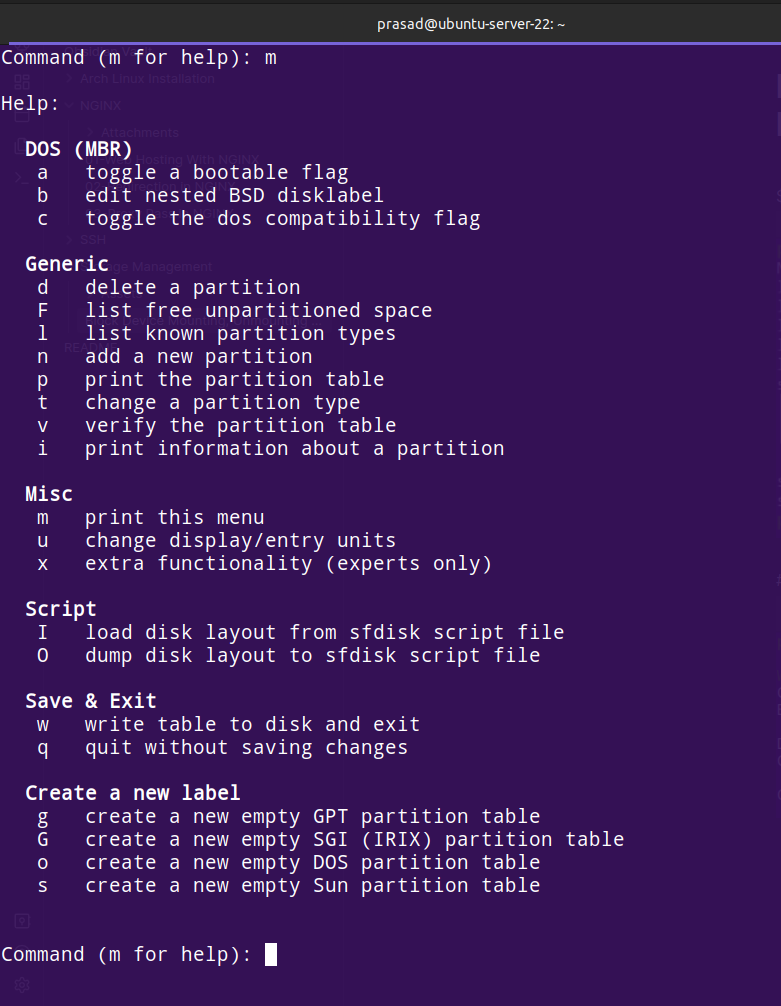 prasad@ubuntu-server-22: ~
Command (m for help): m
Arch Linux Installation
Help:
NGINX
Attachments
DOS (MBR)
a toggle a bootable flag
b edit nested BSD disklabel
c toggle the dos compatibility flag
SSH
Generic
d delete a partition
F list free unpartitioned space
l list known partition types
n add a new partition
p print the partition table
t change a partition type
v verify the partition table
i print information about a partition
Misc
m print this menu
u change display/entry units
x extra functionality (experts only)
Script
I load disk layout from sfdisk script file
O dump disk layout to sfdisk script file
Save & Exit
w write table to disk and exit
q quit without saving changes
Create a new label
g create a new empty GPT partition table
G create a new empty SGI (IRIX) partition table
o create a new empty DOS partition table
s create a new empty Sun partition table
Command (m for help):